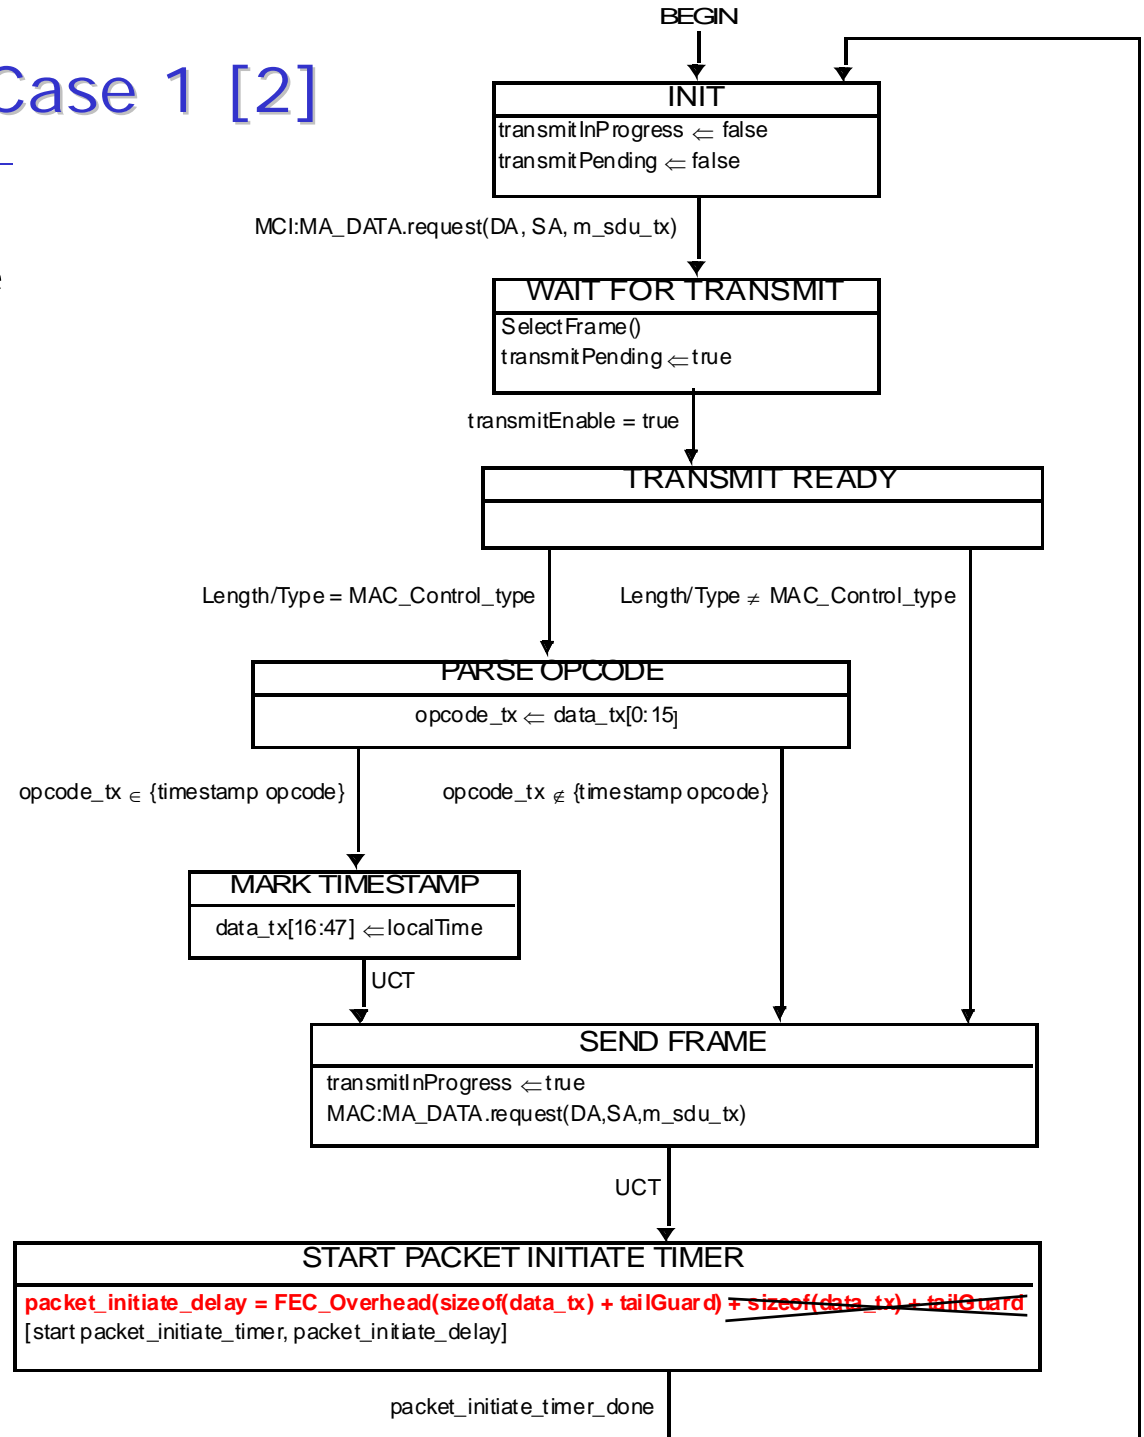 BEGIN
Case 1 [2]
INIT
transmitInProgress ⇐ false
transmitPending ⇐ false
MCI:MA_DATA.request(DA, SA, m_sdu_tx)
WAIT FOR TRANSMIT
SelectFrame()
transmitPending ⇐ true
transmitEnable = true
TRANSMIT READY
Length/Type = MAC_Control_type
Length/Type ≠ MAC_Control_type
PARSE OPCODE
opcode_tx ⇐ data_tx[0:15]
opcode_tx ∈ {timestamp opcode}
opcode_tx ∉ {timestamp opcode}
MARK TIMESTAMP
data_tx[16:47] ⇐ localTime
UCT
SEND FRAME
transmitInProgress ⇐ true
MAC:MA_DATA.request(DA,SA,m_sdu_tx)
UCT
START PACKET INITIATE TIMER
packet_initiate_delay = FEC_Overhead(sizeof(data_tx) + tailGuard) + sizeof(data_tx) + tailGuard
[start packet_initiate_timer, packet_initiate_delay]
packet_initiate_timer_done